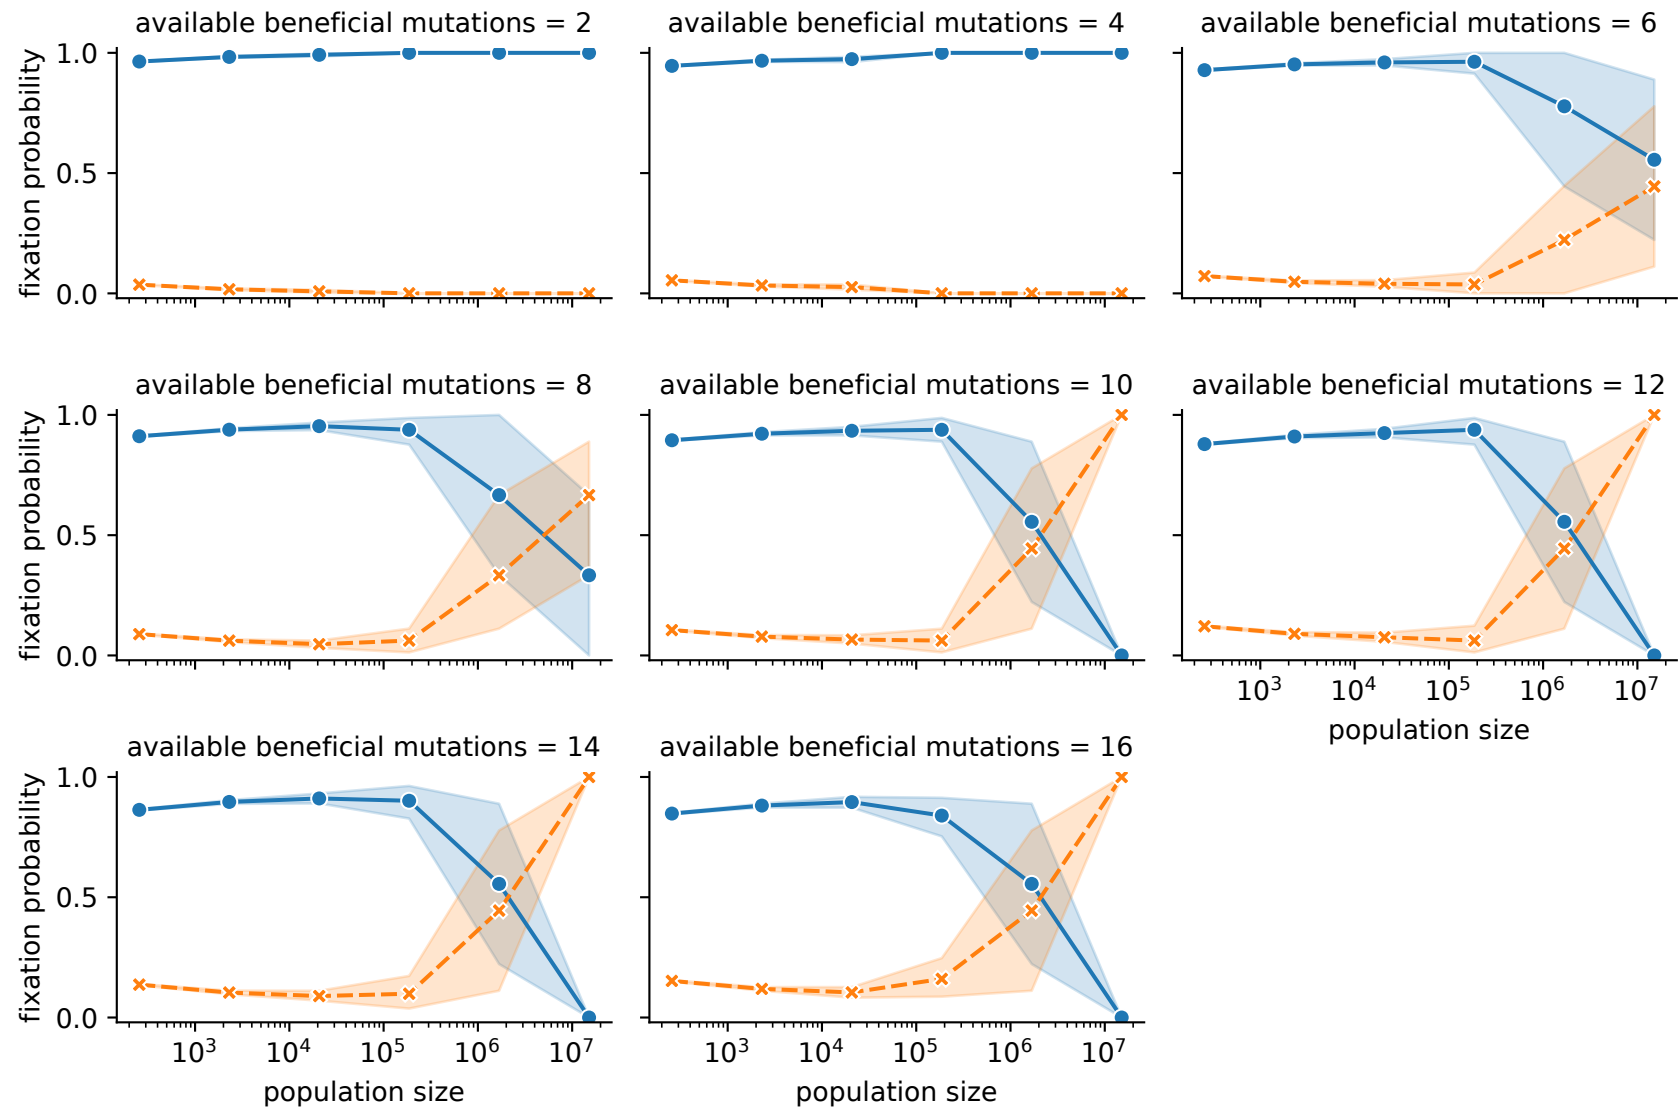 available beneficial mutations = 2
available beneficial mutations = 4
available beneficial mutations = 6
fixation probability
1.0
0.5
0.0
available beneficial mutations = 8
available beneficial mutations = 10
available beneficial mutations = 12
fixation probability
1.0
0.5
0.0
10³ 10⁴ 10⁵ 10⁶ 10⁷
population size
available beneficial mutations = 14
available beneficial mutations = 16
fixation probability
1.0
0.5
0.0
10³ 10⁴ 10⁵ 10⁶ 10⁷
population size
10³ 10⁴ 10⁵ 10⁶ 10⁷
population size